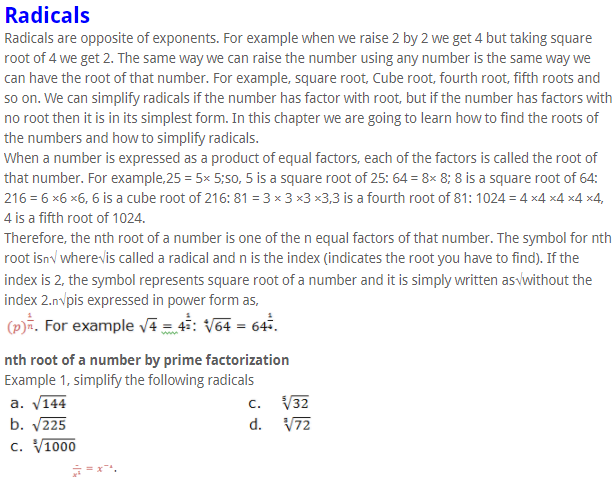 Radicals
Radicals are opposite of exponents. For example when we raise 2 by 2 we get 4 but taking square
root of 4 we get 2. The same way we can raise the number using any number is the same way we
can have the root of that number. For example, square root, Cube root, fourth root, fifth roots and
so on. We can simplify radicals if the number has factor with root, but if the number has factors with
no root then it is in its simplest form. In this chapter we are going to learn how to find the roots of
the numbers and how to simplify radicals.
When a number is expressed as a product of equal factors, each of the factors is called the root of
that number. For example,25 = 5× 5;so, 5 is a square root of 25: 64 = 8× 8; 8 is a square root of 64:
216 = 6 ×6 ×6, 6 is a cube root of 216: 81 = 3 × 3 ×3 ×3,3 is a fourth root of 81: 1024 = 4 ×4 ×4 ×4 ×4,
4 is a fifth root of 1024.
Therefore, the nth root of a number is one of the n equal factors of that number. The symbol for nth
root isn√ where√is called a radical and n is the index (indicates the root you have to find). If the
index is 2, the symbol represents square root of a number and it is simply written as√without the
index 2.n√pis expressed in power form as,
(p)^(1/n). For example √4 = 4^(1/2): ∜64 = 64^(1/4).
nth root of a number by prime factorization
Example 1, simplify the following radicals
a. √144 c. ⁵√32
b. √225 d. ³√72
c. ³√1000